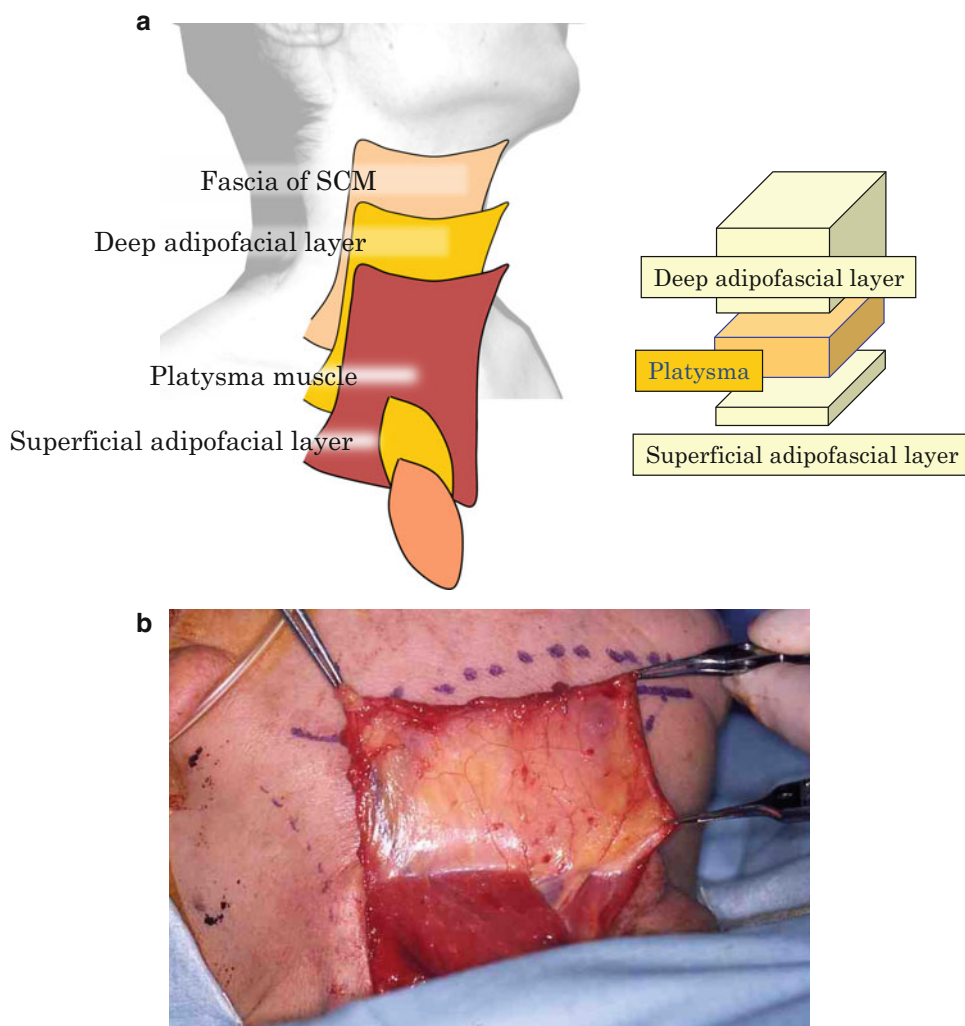 a
Fascia of SCM
Deep adipofacial layer
Platysma muscle
Superficial adipofacial layer
Deep adipofascial layer
Platysma
Superficial adipofascial layer
b